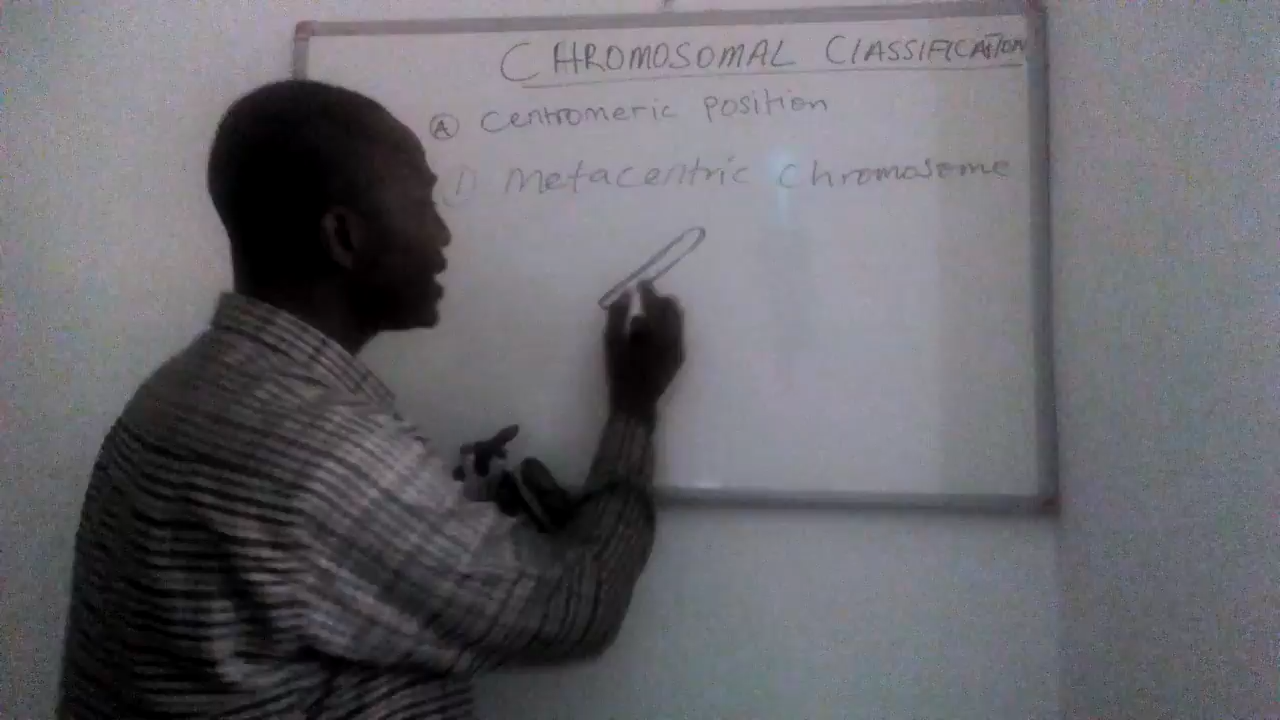 CHROMOSOMAL CLASSIFICATION
Ⓐ Centromeric position
1) Metacentric Chromosome